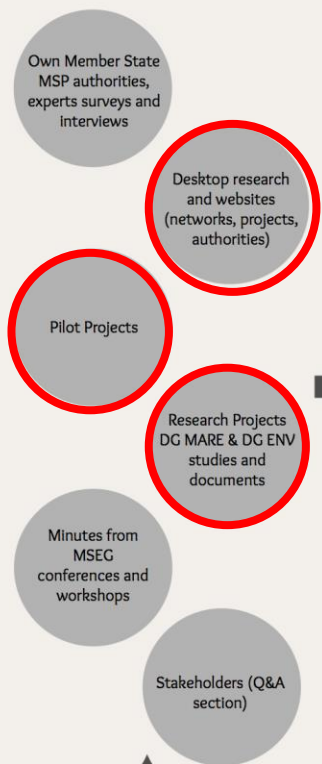 Own Member State
MSP authorities,
experts surveys and
interviews
Desktop research
and websites
(networks, projects,
authorities)
Pilot Projects
Research Projects
DG MARE & DG ENV
studies and
documents
Minutes from
MSEG
conferences and
workshops
Stakeholders (Q&A
section)